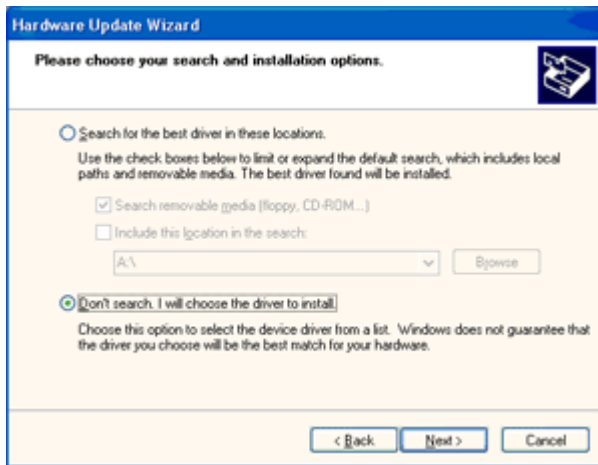 Hardware Update Wizard
Please choose your search and installation options.
Search for the best driver in these locations.
Use the check boxes below to limit or expand the default search, which includes local
paths and removable media. The best driver found will be installed.
Search removable media (floppy, CD-ROM...)
Include this location in the search:
A:\
Browse
Don't search. I will choose the driver to install.
Choose this option to select the device driver from a list. Windows does not guarantee that
the driver you choose will be the best match for your hardware.
< Back
Next >
Cancel